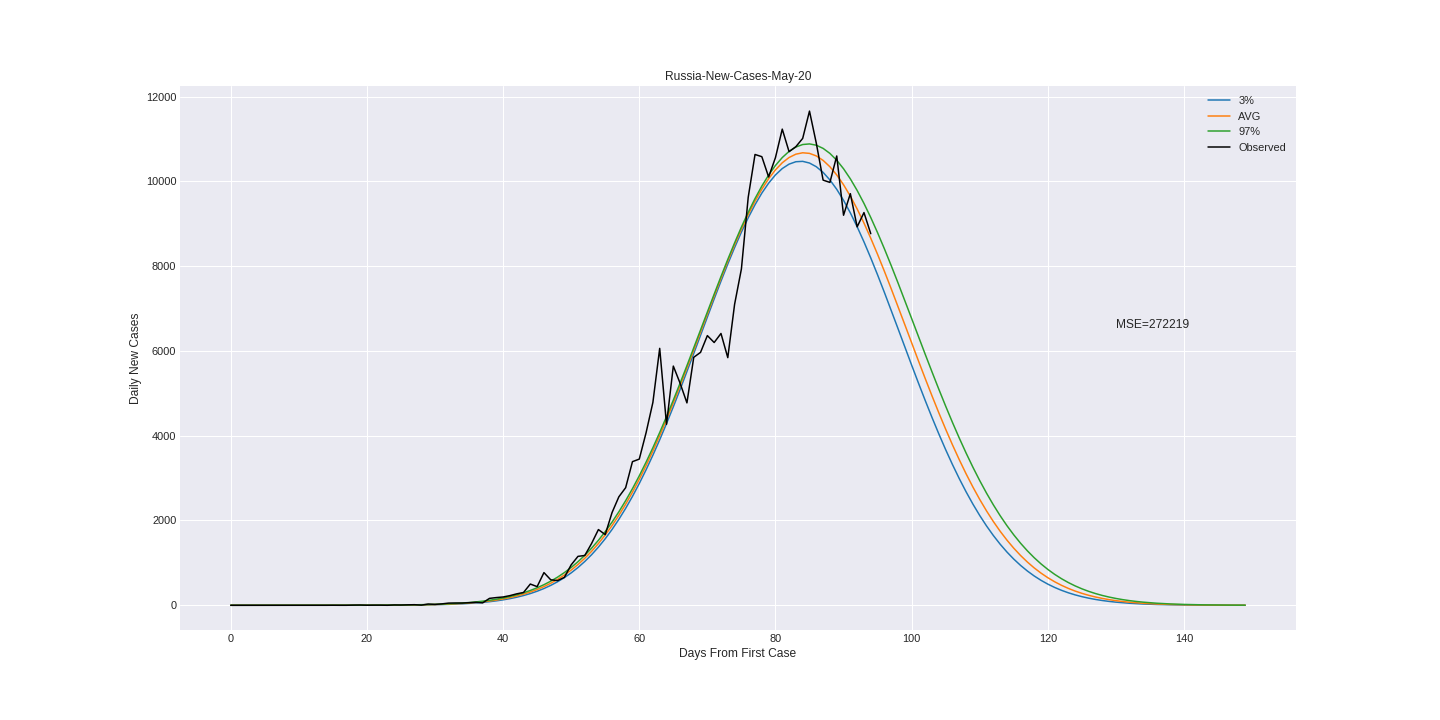 Russia-New-Cases-May-20
3%
AVG
97%
Observed
12000
10000
8000
6000
4000
2000
0
Daily New Cases
MSE=272219
0 20 40 60 80 100 120 140
Days From First Case